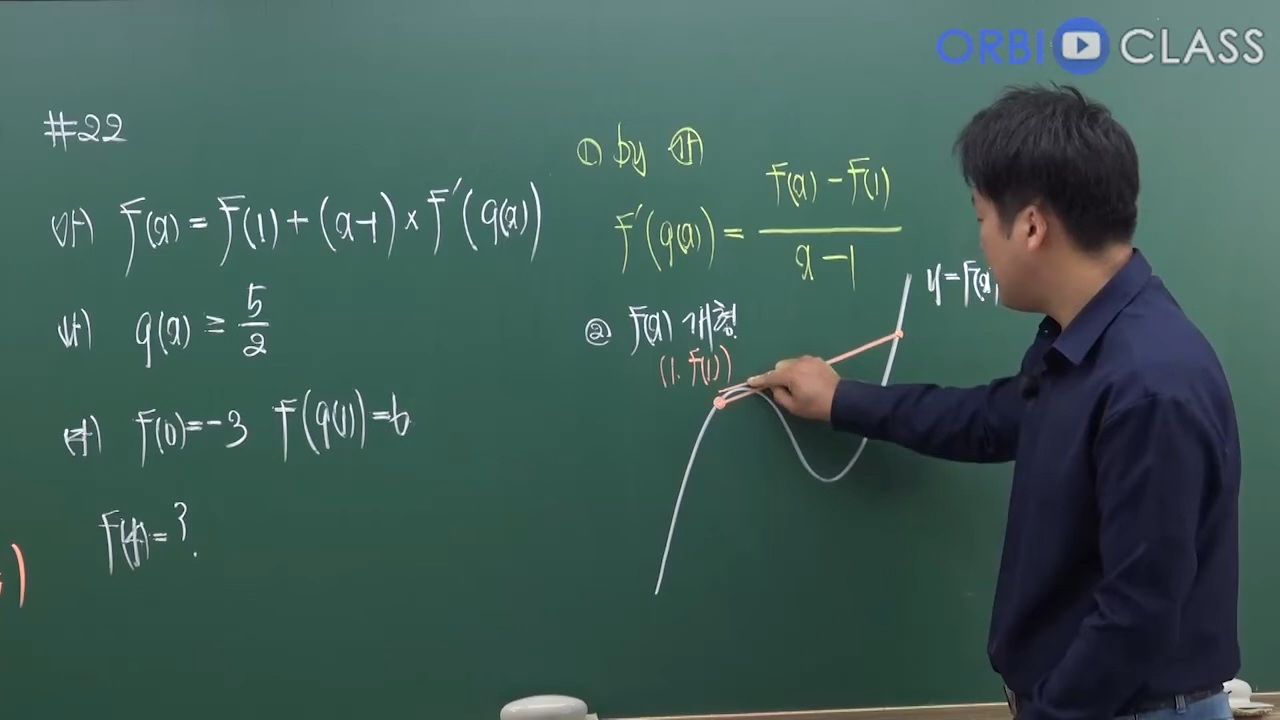 ORBI CLASS
#22
(가) f(x) = f(1) + (x-1) × f'(g(x))
(나) g(x) ≥ 5/2
(다) f(0)=-3 f(g(1))=6
f(4)=?
① by (가)
f'(g(x)) = (f(x) - f(1)) / (x - 1)
② f(x) 개형
(1, f(1))
y=f(x
)